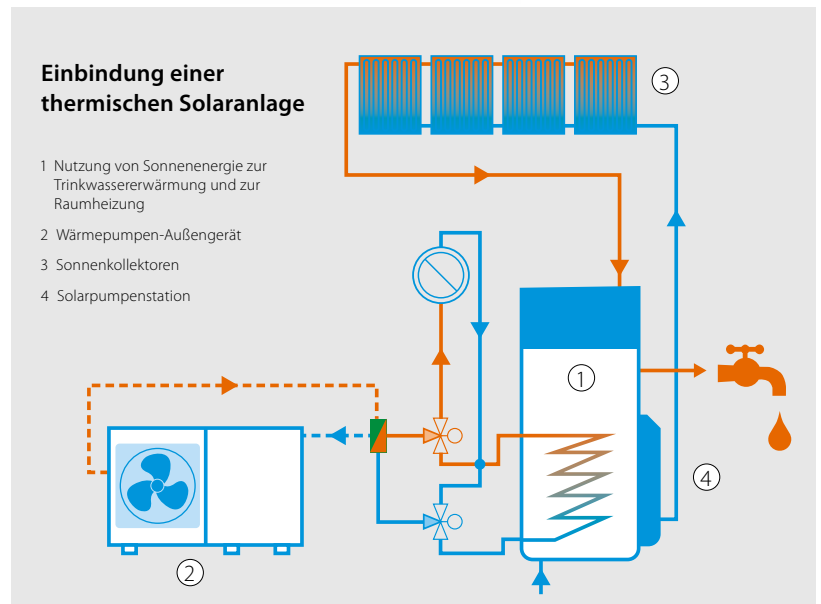 Einbindung einer
thermischen Solaranlage
1 Nutzung von Sonnenenergie zur
Trinkwassererwärmung und zur
Raumheizung
2 Wärmepumpen-Außengerät
3 Sonnenkollektoren
4 Solarpumpenstation
3
1
4
2